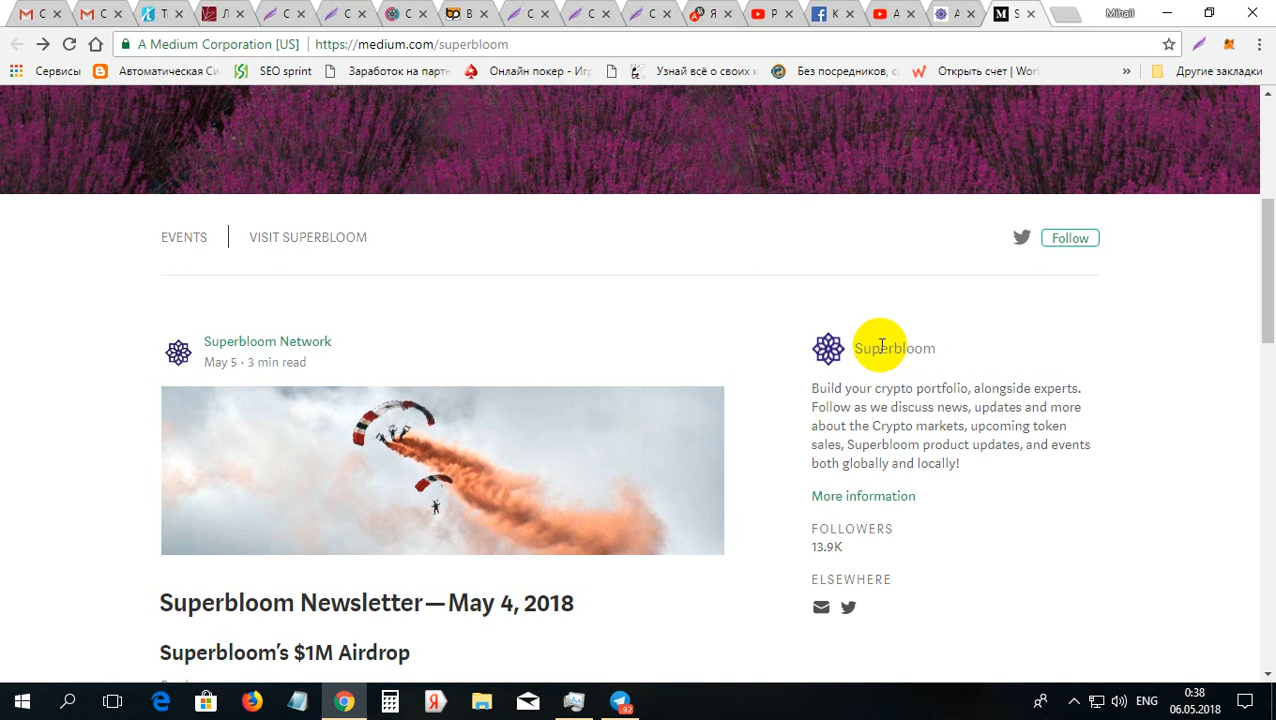 С
С
Т
Л
С
С
С
В
С
С
С
Я
Р
К
А
А
S
Mihail
A Medium Corporation [US]
https://medium.com/superbloom
Сервисы
Автоматическая Си
SEO sprint
Заработок на партн
Онлайн покер - Иг
Узнай всё о своих к
Без посредников, с
Открыть счет | Wor
»
Другие закладки
EVENTS
VISIT SUPERBLOOM
Follow
Superbloom Network
May 5 · 3 min read
Superbloom
Build your crypto portfolio, alongside experts.
Follow as we discuss news, updates and more
about the Crypto markets, upcoming token
sales, Superbloom product updates, and events
both globally and locally!
More information
FOLLOWERS
13.9K
ELSEWHERE
Superbloom Newsletter — May 4, 2018
Superbloom’s $1M Airdrop
92
ENG
0:38
06.05.2018